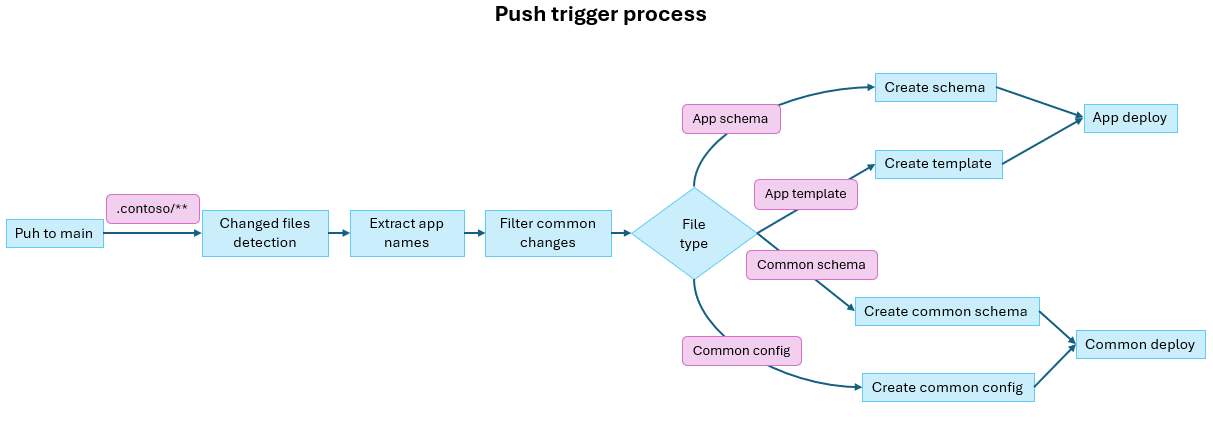 Push trigger process
Puh to main
.contoso/**
Changed files
detection
Extract app
names
Filter common
changes
File
type
App schema
Create schema
App template
Create template
App deploy
Common schema
Create common schema
Common config
Create common config
Common deploy